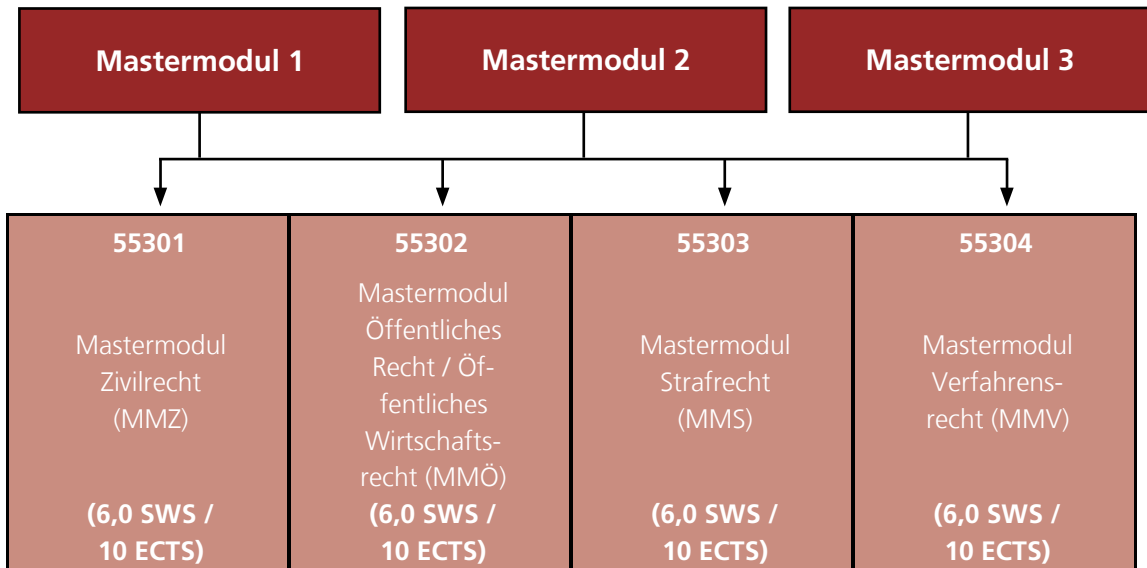 Mastermodul 1
Mastermodul 2
Mastermodul 3
55301
Mastermodul
Zivilrecht
(MMZ)
(6,0 SWS /
10 ECTS)
55302
Mastermodul
Öffentliches
Recht / Öf-
fentliches
Wirtschafts-
recht (MMÖ)
(6,0 SWS /
10 ECTS)
55303
Mastermodul
Strafrecht
(MMS)
(6,0 SWS /
10 ECTS)
55304
Mastermodul
Verfahrens-
recht (MMV)
(6,0 SWS /
10 ECTS)